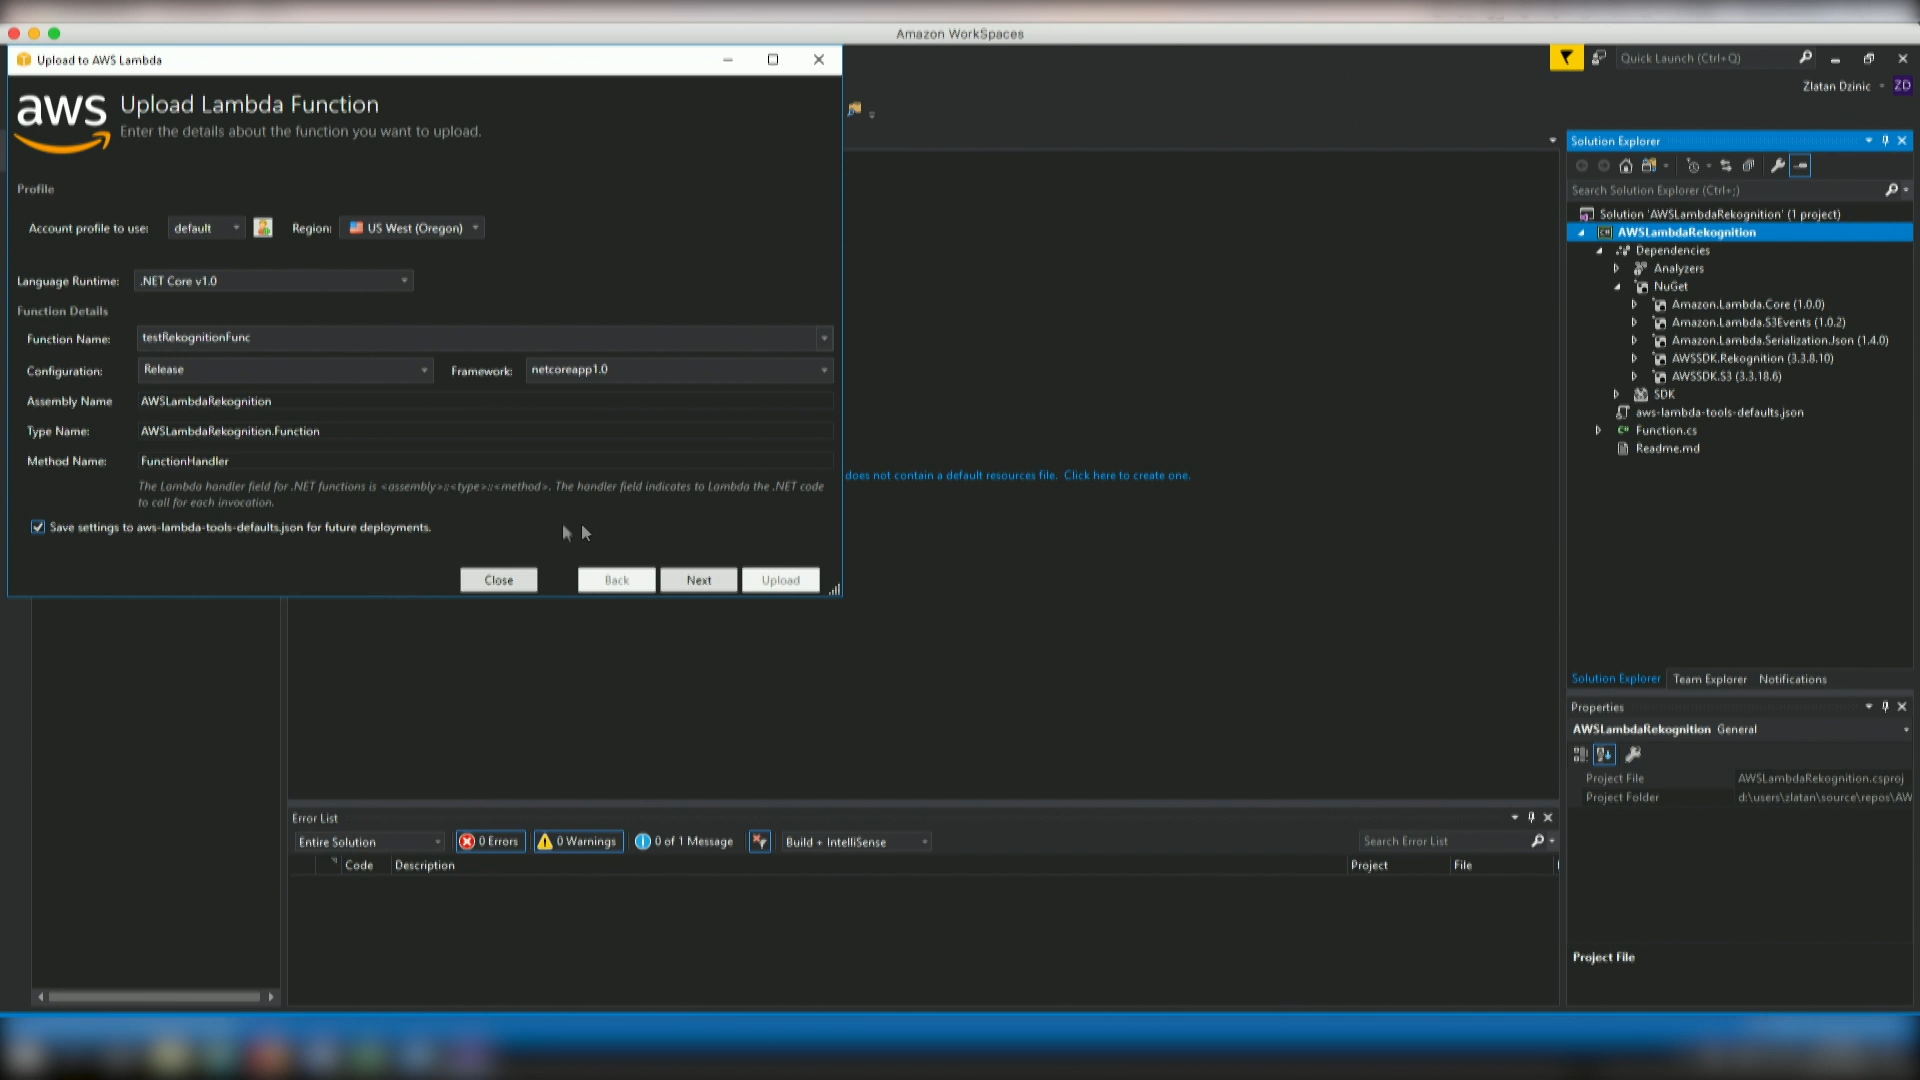 Amazon WorkSpaces
Upload to AWS Lambda
Quick Launch (Ctrl+Q)
Zlatan Dzinic
ZD
aws
Upload Lambda Function
Enter the details about the function you want to upload.
Profile
Account profile to use: default Region: US West (Oregon)
Language Runtime: .NET Core v1.0
Function Details
Function Name: testRekognitionFunc
Configuration: Release Framework: netcoreapp1.0
Assembly Name AWSLambdaRekognition
Type Name: AWSLambdaRekognition.Function
Method Name: FunctionHandler
The Lambda handler field for .NET functions is <assembly>::<type>::<method>. The handler field indicates to Lambda the .NET code
to call for each invocation.
Save settings to aws-lambda-tools-defaults.json for future deployments.
Close Back Next Upload
does not contain a default resources file. Click here to create one.
Solution Explorer
Search Solution Explorer (Ctrl+;)
Solution 'AWSLambdaRekognition' (1 project)
AWSLambdaRekognition
Dependencies
Analyzers
NuGet
Amazon.Lambda.Core (1.0.0)
Amazon.Lambda.S3Events (1.0.2)
Amazon.Lambda.Serialization.Json (1.4.0)
AWSSDK.Rekognition (3.3.8.10)
AWSSDK.S3 (3.3.18.6)
SDK
aws-lambda-tools-defaults.json
C# Function.cs
Readme.md
Solution Explorer Team Explorer Notifications
Properties
AWSLambdaRekognition General
Project File AWSLambdaRekognition.csproj
Project Folder d:\users\zlatan\source\repos\AW
Project File
Error List
Entire Solution 0 Errors 0 Warnings 0 of 1 Message Build + IntelliSense Search Error List
Code Description Project File